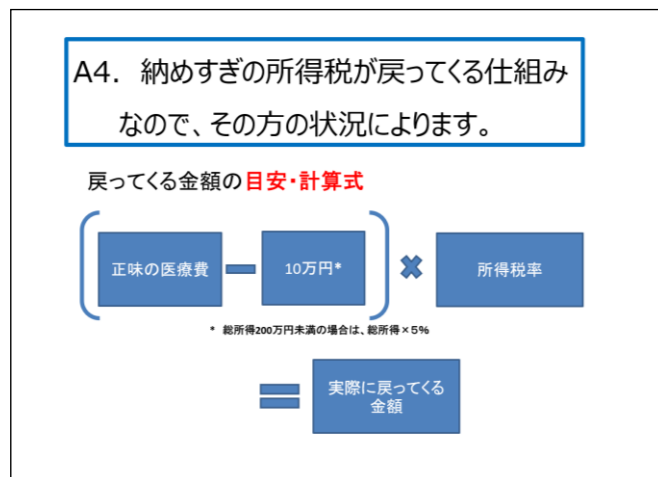 A4. 納めすぎの所得税が戻ってくる仕組み
なので、その方の状況によります。
戻ってくる金額の目安・計算式
正味の医療費
10万円*
所得税率
* 総所得200万円未満の場合は、総所得×5%
実際に戻ってくる
金額